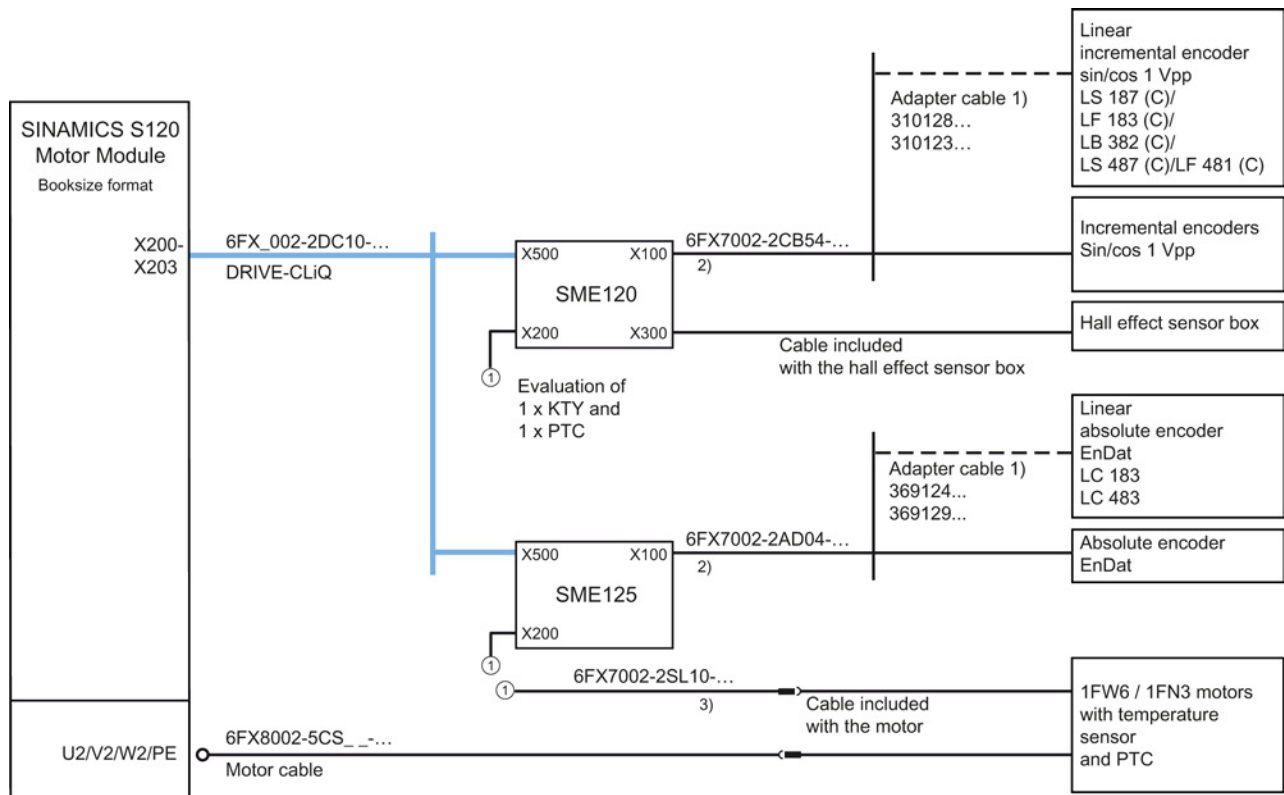 SINAMICS S120
Motor Module
Booksize format
X200-
X203
6FX_002-2DC10-…
DRIVE-CLiQ
X500
X100
SME120
X200
X300
1
Evaluation of
1 x KTY and
1 x PTC
6FX7002-2CB54-…
2)
Adapter cable 1)
310128…
310123…
Linear
incremental encoder
sin/cos 1 Vpp
LS 187 (C)/
LF 183 (C)/
LB 382 (C)/
LS 487 (C)/LF 481 (C)
Incremental encoders
Sin/cos 1 Vpp
Hall effect sensor box
Cable included
with the hall effect sensor box
Linear
absolute encoder
EnDat
LC 183
LC 483
Adapter cable 1)
369124...
369129...
X500
X100
SME125
X200
1
6FX7002-2AD04-…
2)
Absolute encoder
EnDat
1
6FX7002-2SL10-…
3)
Cable included
with the motor
1FW6 / 1FN3 motors
with temperature
sensor
and PTC
U2/V2/W2/PE
6FX8002-5CS_ _-…
Motor cable